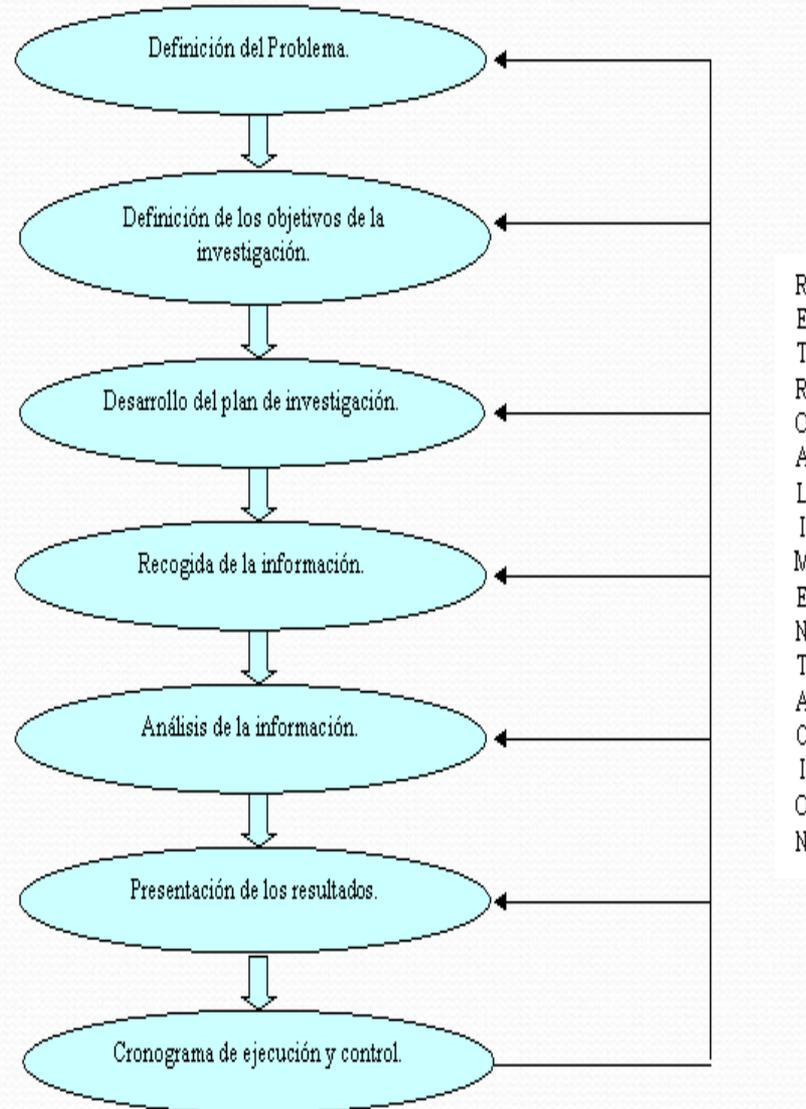 Definición del Problema.
Definición de los objetivos de la
investigación.
Desarrollo del plan de investigación.
Recogida de la información.
Análisis de la información.
Presentación de los resultados.
Cronograma de ejecución y control.
R
E
T
R
O
A
L
I
M
E
N
T
A
C
I
O
N